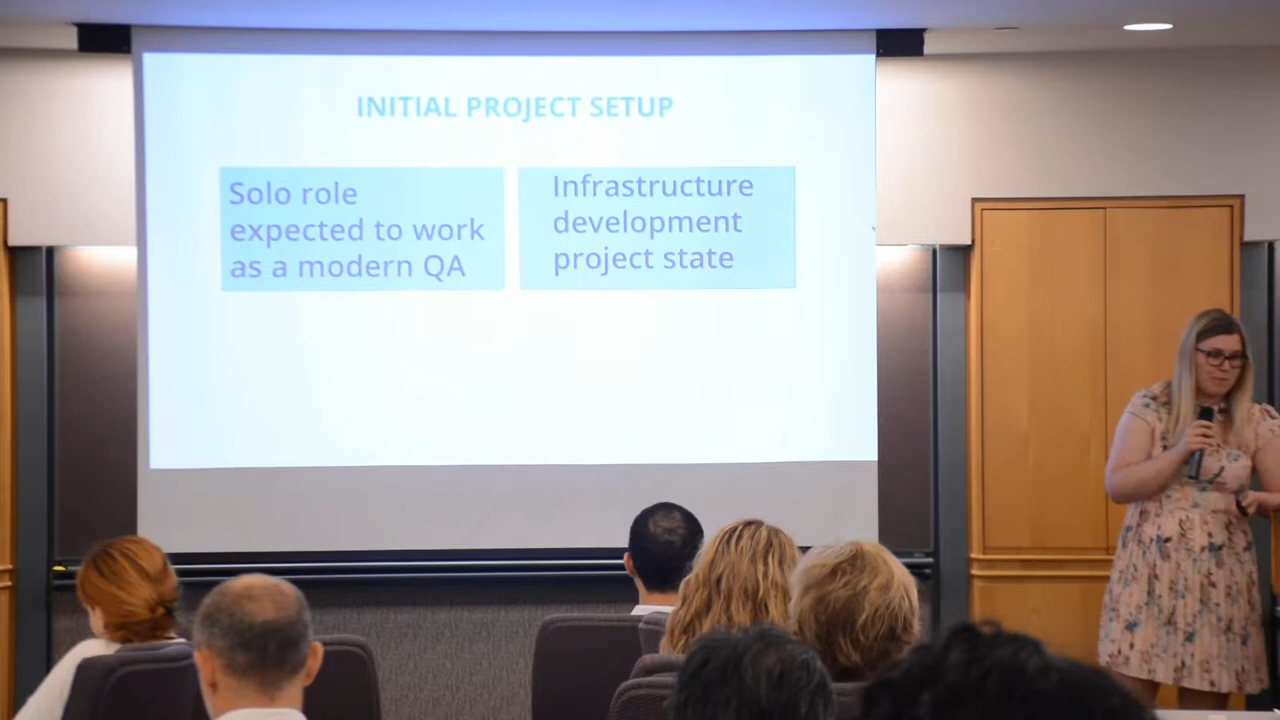 INITIAL PROJECT SETUP
Solo role
expected to work
as a modern QA
Infrastructure
development
project state